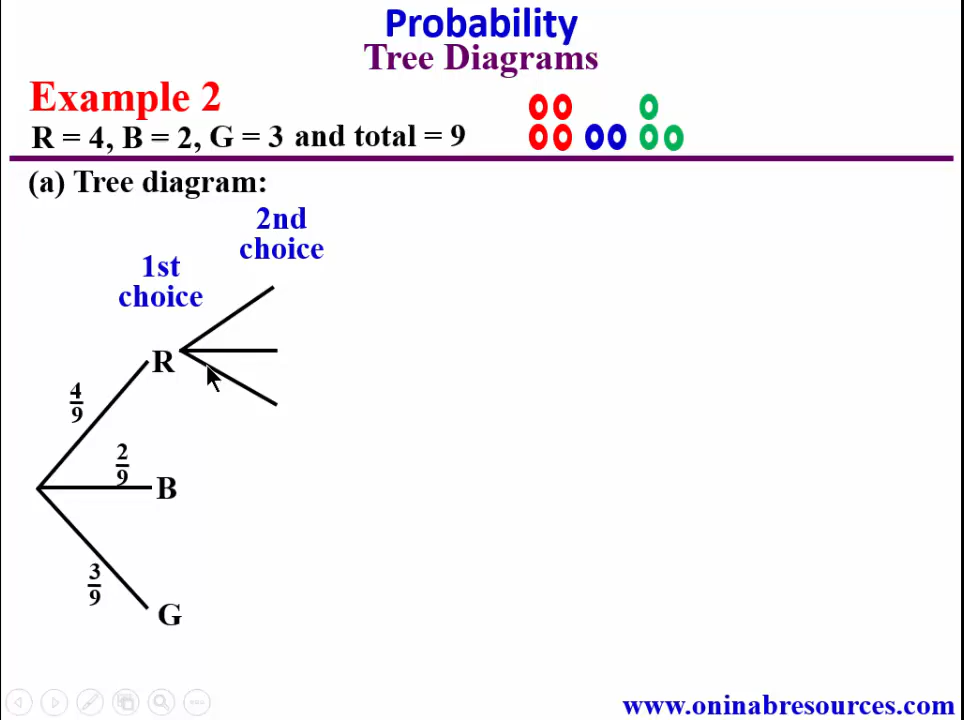 Probability
Tree Diagrams
Example 2
R = 4, B = 2, G = 3 and total = 9
(a) Tree diagram:
2nd
choice
1st
choice
R
4
9
2
9
B
3
9
G
www.oninabresources.com